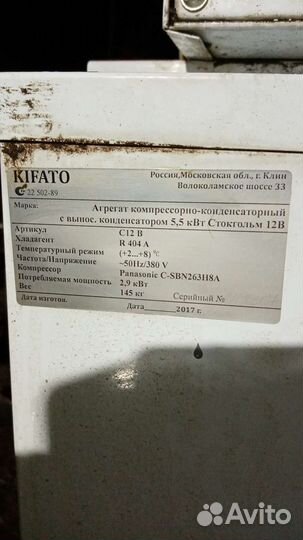 KIFATO
Россия,Московская обл., г. Клин
22 502-89
Волоколамское шоссе 33
Марка: Агрегат компрессорно-конденсаторный
с вынос. конденсатором 5,5 кВт Стокгольм 12В
Артикул C12 B
Хладагент R 404 A
Температурный режим (+2...+8) °C
Частота/Напряжение ~50Hz/380 V
Компрессор Panasonic C-SBN263H8A
Потребляемая мощность 2,9 кВт
Вес 145 кг Серийный №
Дата изготов. Дата 2017 г.
Avito